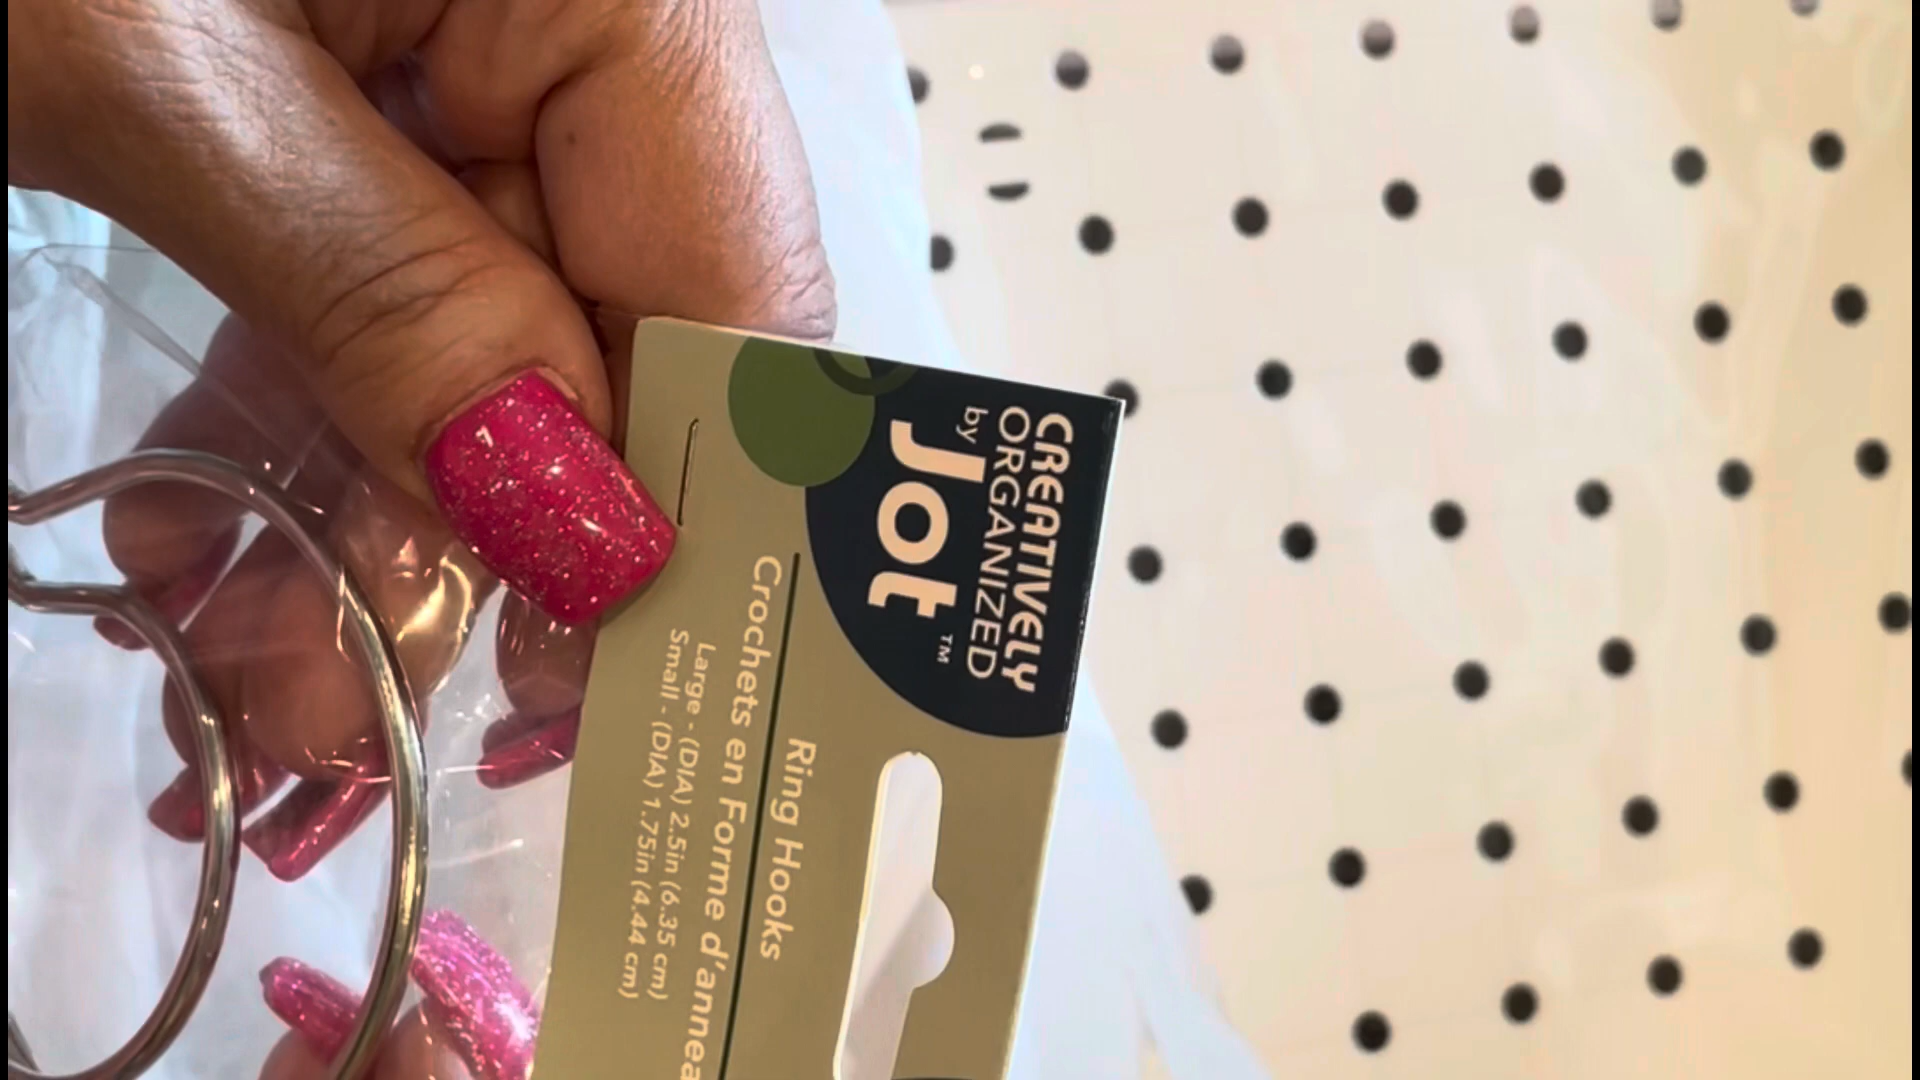 CREATIVELY
ORGANIZED
by
Jot™
Ring Hooks
Crochets en Forme d'annea
Large - (DIA) 2.5in (6.35 cm)
Small - (DIA) 1.75in (4.44 cm)